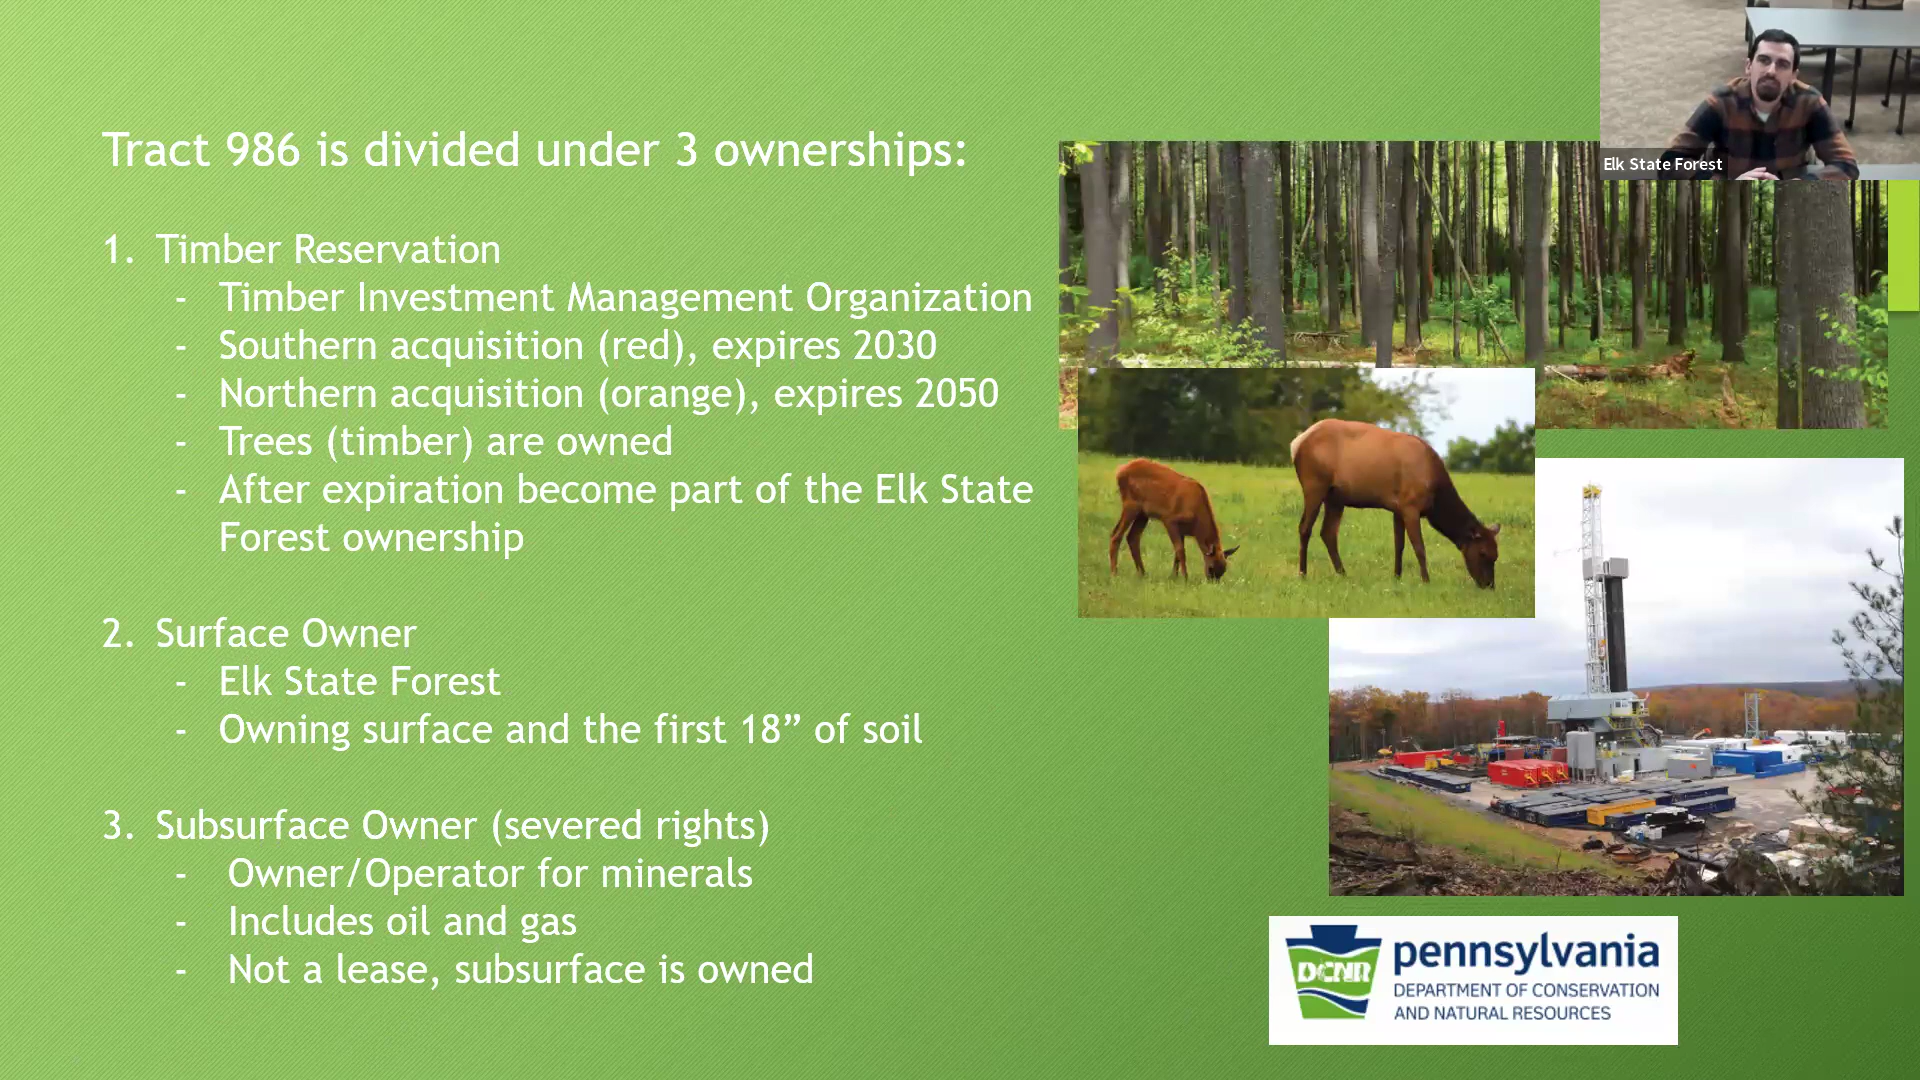 Tract 986 is divided under 3 ownerships:
1. Timber Reservation
- Timber Investment Management Organization
- Southern acquisition (red), expires 2030
- Northern acquisition (orange), expires 2050
- Trees (timber) are owned
- After expiration become part of the Elk State
Forest ownership
2. Surface Owner
- Elk State Forest
- Owning surface and the first 18” of soil
3. Subsurface Owner (severed rights)
- Owner/Operator for minerals
- Includes oil and gas
- Not a lease, subsurface is owned
Elk State Forest
DCNR
pennsylvania
DEPARTMENT OF CONSERVATION
AND NATURAL RESOURCES